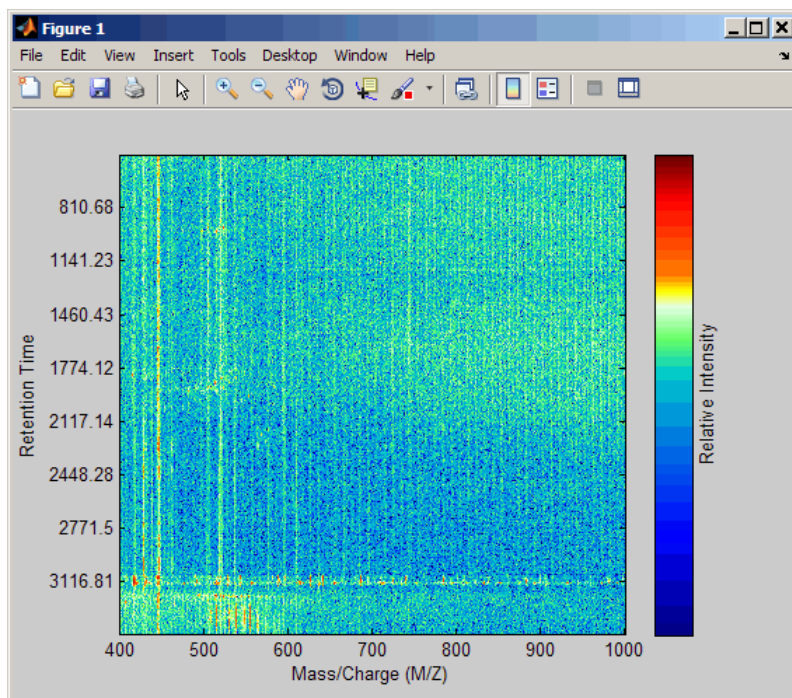 Figure 1
File Edit View Insert Tools Desktop Window Help
810.68
1141.23
1460.43
1774.12
2117.14
2448.28
2771.5
3116.81
Retention Time
400 500 600 700 800 900 1000
Mass/Charge (M/Z)
Relative Intensity